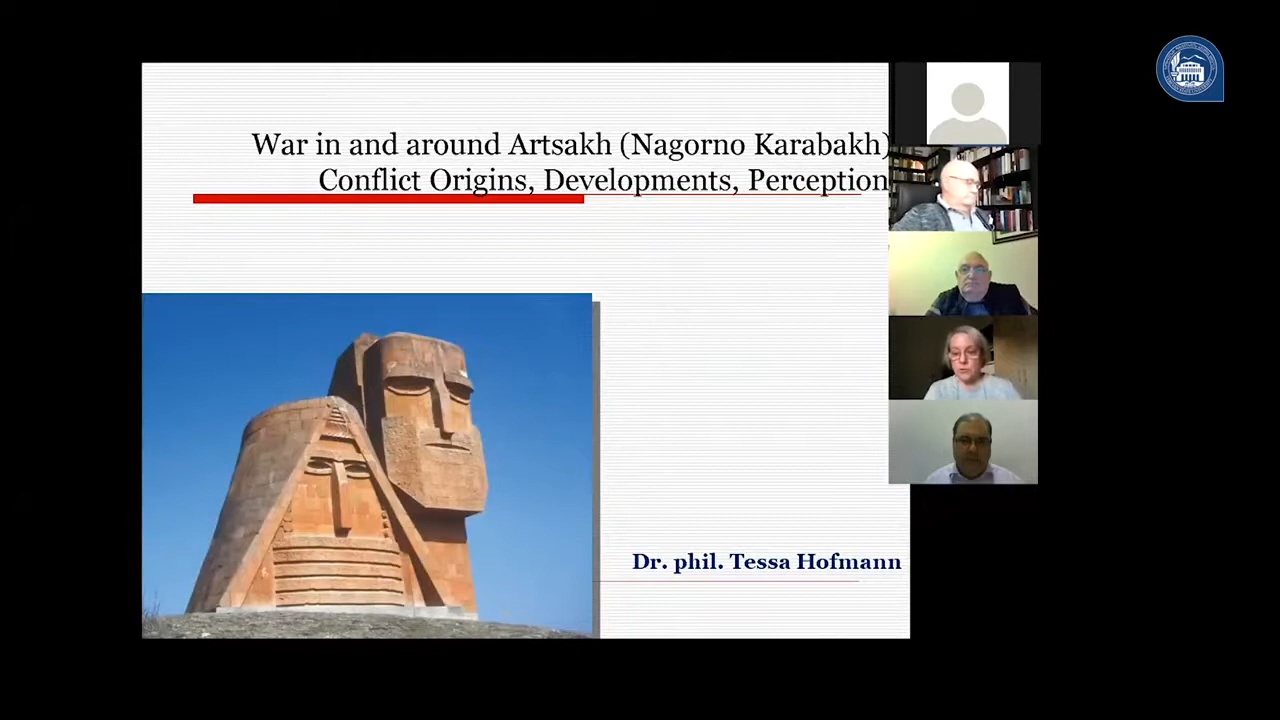 War in and around Artsakh (Nagorno Karabakh)
Conflict Origins, Developments, Perception
Dr. phil. Tessa Hofmann